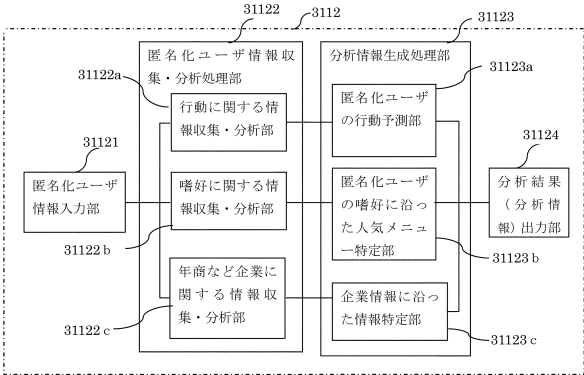 31122
3112
31123
匿名化ユーザ情報収
集・分析処理部
分析情報生成処理部
31122a
31123a
行動に関する情
報収集・分析部
匿名化ユーザ
の行動予測部
31121
31124
匿名化ユーザ
情報入力部
嗜好に関する情
報収集・分析部
匿名化ユーザ
の嗜好に沿っ
た人気メニュ
ー特定部
分析結果
(分析情
報)出力部
31122b
31123b
年商など企業に
関する情報収
集・分析部
企業情報に沿っ
た情報特定部
31122c
31123c